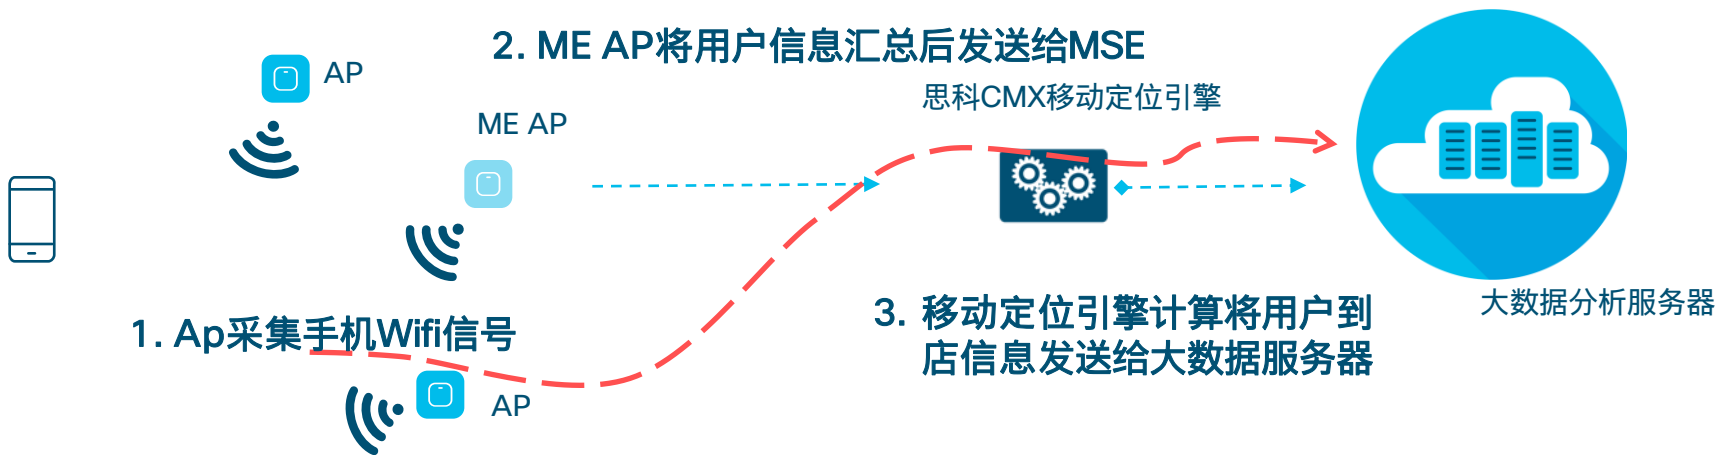 2. ME AP将用户信息汇总后发送给MSE
AP
思科CMX移动定位引擎
ME AP
大数据分析服务器
1. Ap采集手机Wifi信号
3. 移动定位引擎计算将用户到
店信息发送给大数据服务器
AP